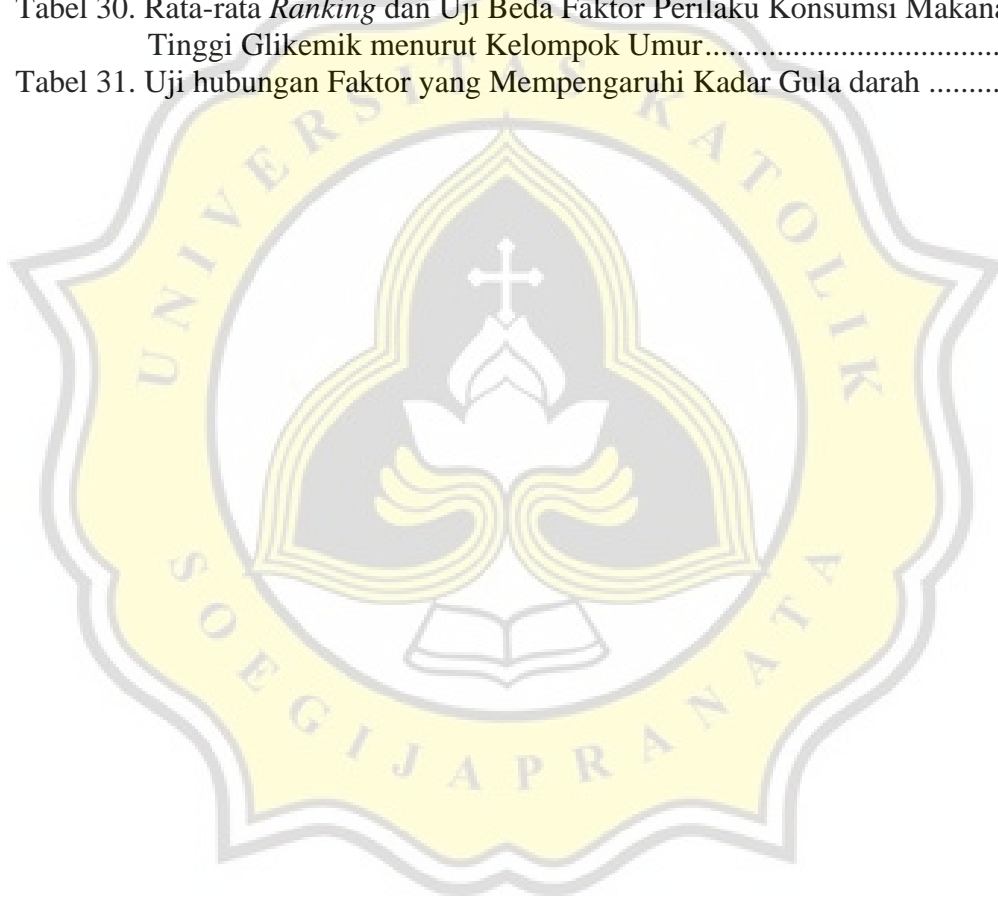 Tabel 30. Rata-rata Ranking dan Uji Beda Faktor Perilaku Konsumsi Makana
Tinggi Glikemik menurut Kelompok Umur...................................
Tabel 31. Uji hubungan Faktor yang Mempengaruhi Kadar Gula darah .........
UNIVERSITAS KATOLIK
SOEGIJAPRANATA